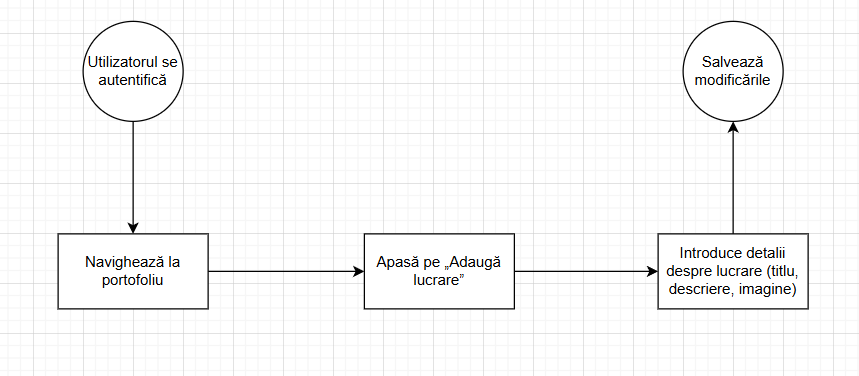 Utilizatorul se
autentifică
Navighează la
portofoliu
Apasă pe „Adaugă
lucrare”
Introduce detalii
despre lucrare (titlu,
descriere, imagine)
Salvează
modificările